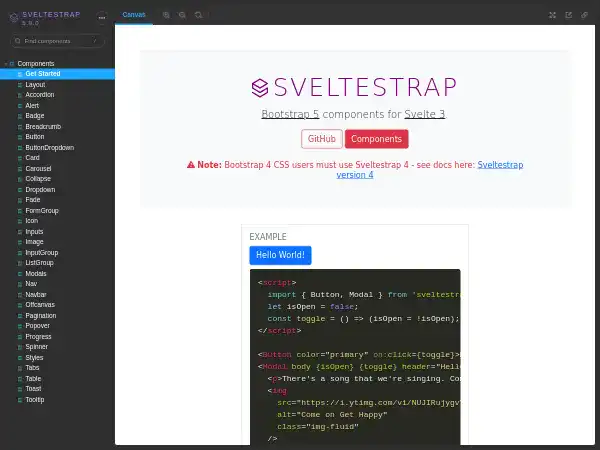 SVELTESTRAP
5.9.0
Find components
/
Components
Get Started
Layout
Accordion
Alert
Badge
Breadcrumb
Button
ButtonDropdown
Card
Carousel
Collapse
Dropdown
Fade
FormGroup
Icon
Inputs
Image
InputGroup
ListGroup
Modals
Nav
Navbar
Offcanvas
Pagination
Popover
Progress
Spinner
Styles
Tabs
Table
Toast
Tooltip
Canvas
SVELTESTRAP
Bootstrap 5 components for Svelte 3
GitHub Components
Note: Bootstrap 4 CSS users must use Sveltestrap 4 - see docs here: Sveltestrap
version 4
EXAMPLE
Hello World!
<script>
import { Button, Modal } from 'sveltestr
let isOpen = false;
const toggle = () => (isOpen = !isOpen);
</script>
<Button color="primary" on:click={toggle}>
<Modal body {isOpen} {toggle} header="Hell
<p>There's a song that we're singing. Co
<img
src="https://i.ytimg.com/vi/NUJIRujygv
alt="Come on Get Happy"
class="img-fluid"
/>